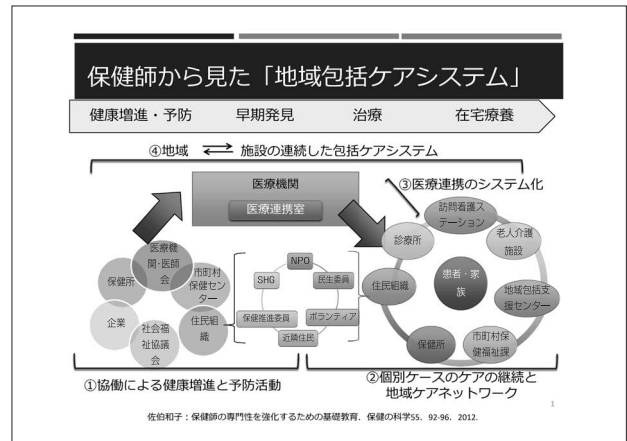 保健師から見た「地域包括ケアシステム」
健康増進・予防 早期発見 治療 在宅療養
④地域 ⇄ 施設の連続した包括ケアシステム
医療機関
医療連携室
③医療連携のシステム化
訪問看護ス
テーション
診療所
老人介護
施設
医療機
関・医師
会
保健所
市町村
保健セン
ター
企業
社会福
祉協議
会
住民組
織
NPO
SHG
民生委員
保健推進委員
ボランティア
近隣住民
住民組織
患者・家
族
地域包括支
援センター
保健所
市町村保
健福祉課
①協働による健康増進と予防活動
②個別ケースのケアの継続と
地域ケアネットワーク
1
佐伯和子：保健師の専門性を強化するための基礎教育．保健の科学55．92-96．2012.